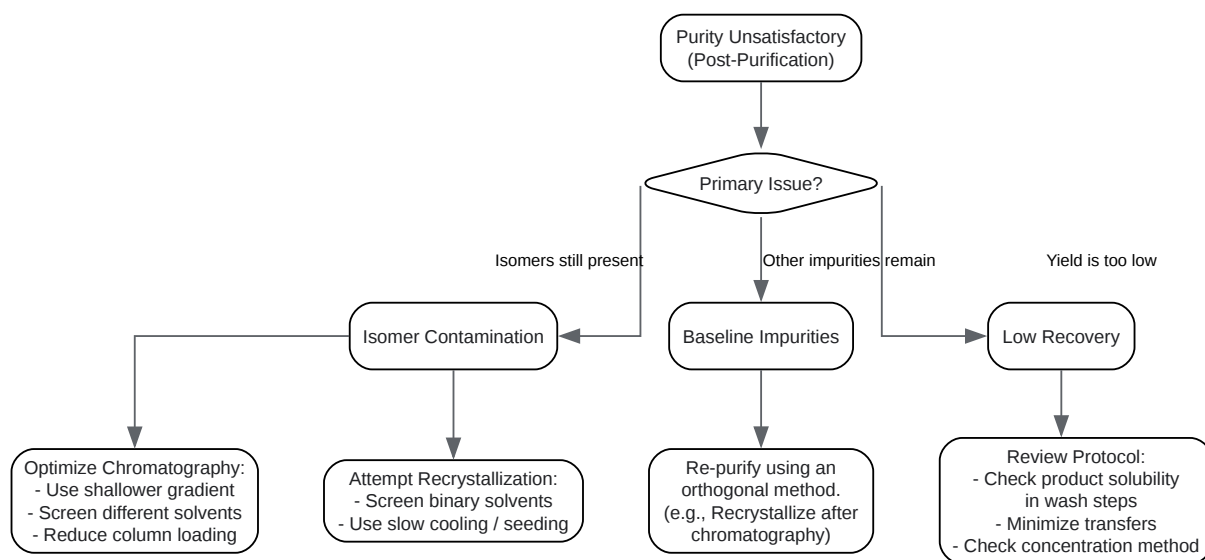 Purity Unsatisfactory
(Post-Purification)
Primary Issue?
Isomers still present
Other impurities remain
Yield is too low
Isomer Contamination
Baseline Impurities
Low Recovery
Optimize Chromatography:
- Use shallower gradient
- Screen different solvents
- Reduce column loading
Attempt Recrystallization:
- Screen binary solvents
- Use slow cooling / seeding
Re-purify using an
orthogonal method.
(e.g., Recrystallize after
chromatography)
Review Protocol:
- Check product solubility
in wash steps
- Minimize transfers
- Check concentration method